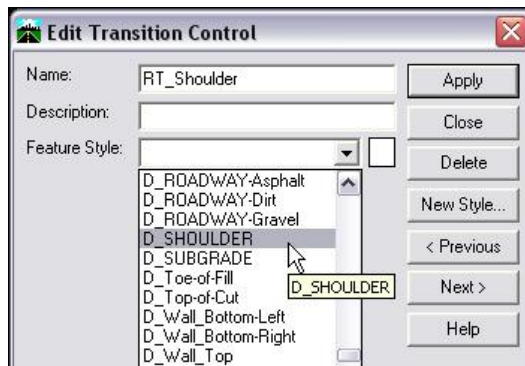 Edit Transition Control
Name: RT_Shoulder
Apply
Description:
Close
Feature Style:
Delete
D_ROADWAY-Asphalt
D_ROADWAY-Dirt
D_ROADWAY-Gravel
D_SHOULDER
D_SUBGRADE
D_Toe-of-Fill
D_Top-of-Cut
D_Wall_Bottom-Left
D_Wall_Bottom-Right
D_Wall_Top
D_SHOULDER
New Style...
< Previous
Next >
Help